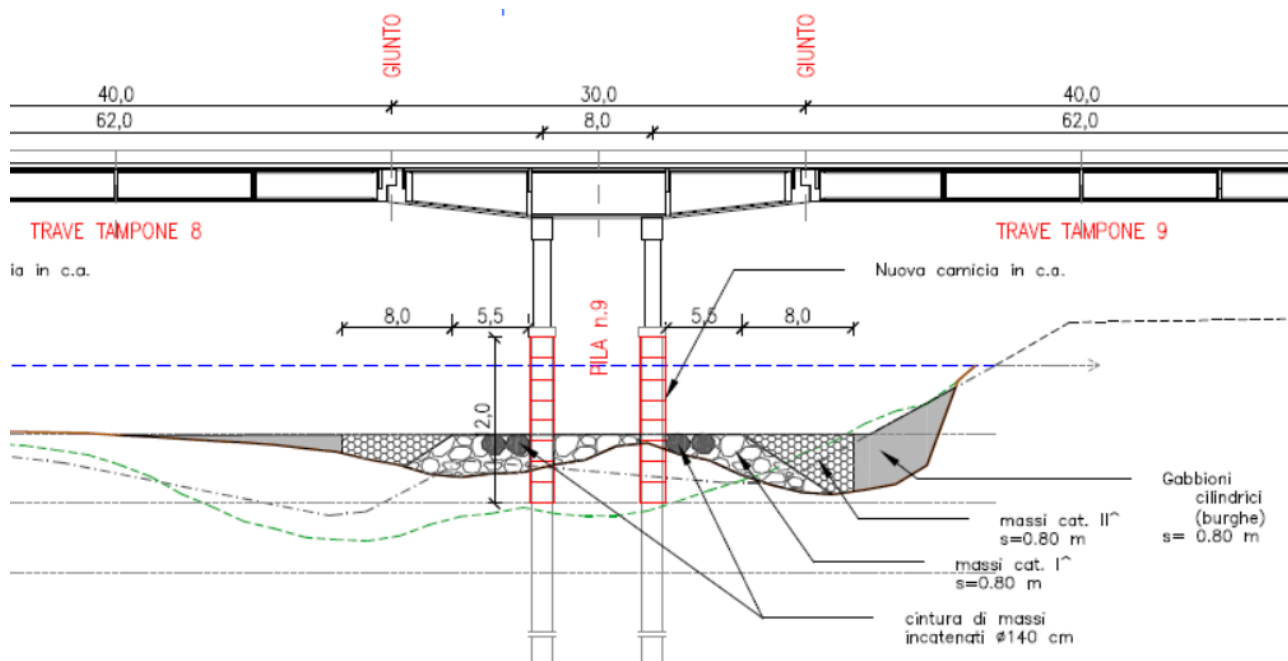 GIUNTO
GIUNTO
40,0
30,0
40,0
62,0
8,0
62,0
TRAVE TAMPONE 8
TRAVE TAMPONE 9
ia in c.a.
Nuova camicia in c.a.
PILA n.9
8,0
5,5
5,5
8,0
2,0
Gabbioni
cilindrici
(burghe)
s= 0.80 m
massi cat. II^
s=0.80 m
massi cat. I^
s=0.80 m
cintura di massi
incatenati ø140 cm